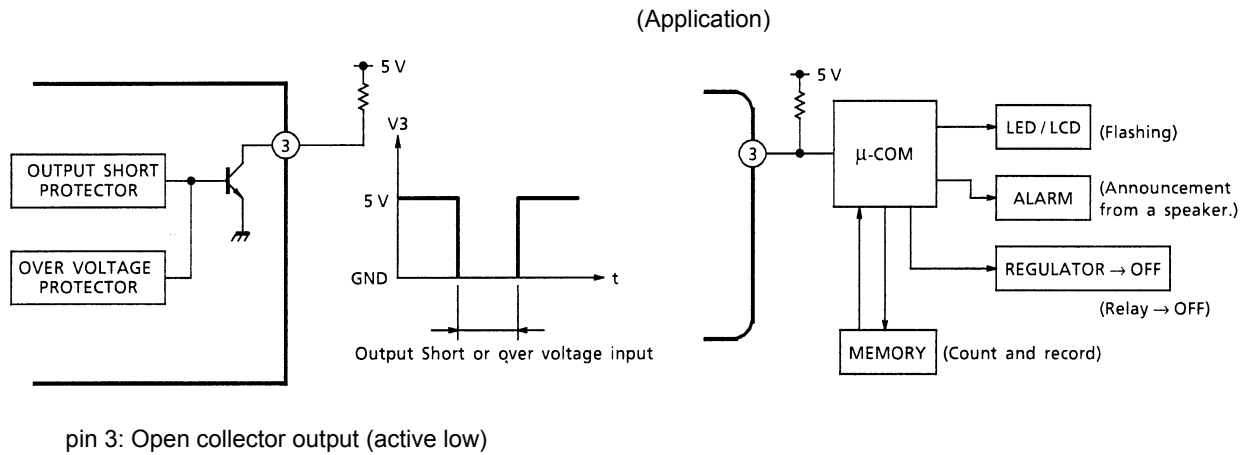 (Application)
5 V
3
OUTPUT SHORT
PROTECTOR
OVER VOLTAGE
PROTECTOR
V3
5 V
GND
t
Output Short or over voltage input
5 V
3
μ-COM
LED / LCD
(Flashing)
ALARM
(Announcement
from a speaker.)
REGULATOR → OFF
(Relay → OFF)
MEMORY
(Count and record)
pin 3: Open collector output (active low)